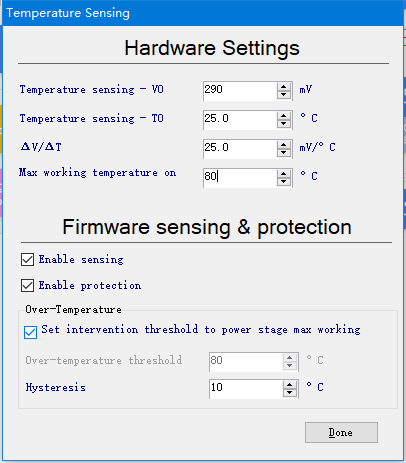 Temperature Sensing
Hardware Settings
Temperature sensing - VO 290 mV
Temperature sensing - TO 25.0 ° C
ΔV/ΔT 25.0 mV/° C
Max working temperature on 80 ° C
Firmware sensing & protection
Enable sensing
Enable protection
Over-Temperature
Set intervention threshold to power stage max working
Over-temperature threshold 80 ° C
Hysteresis 10 ° C
Done